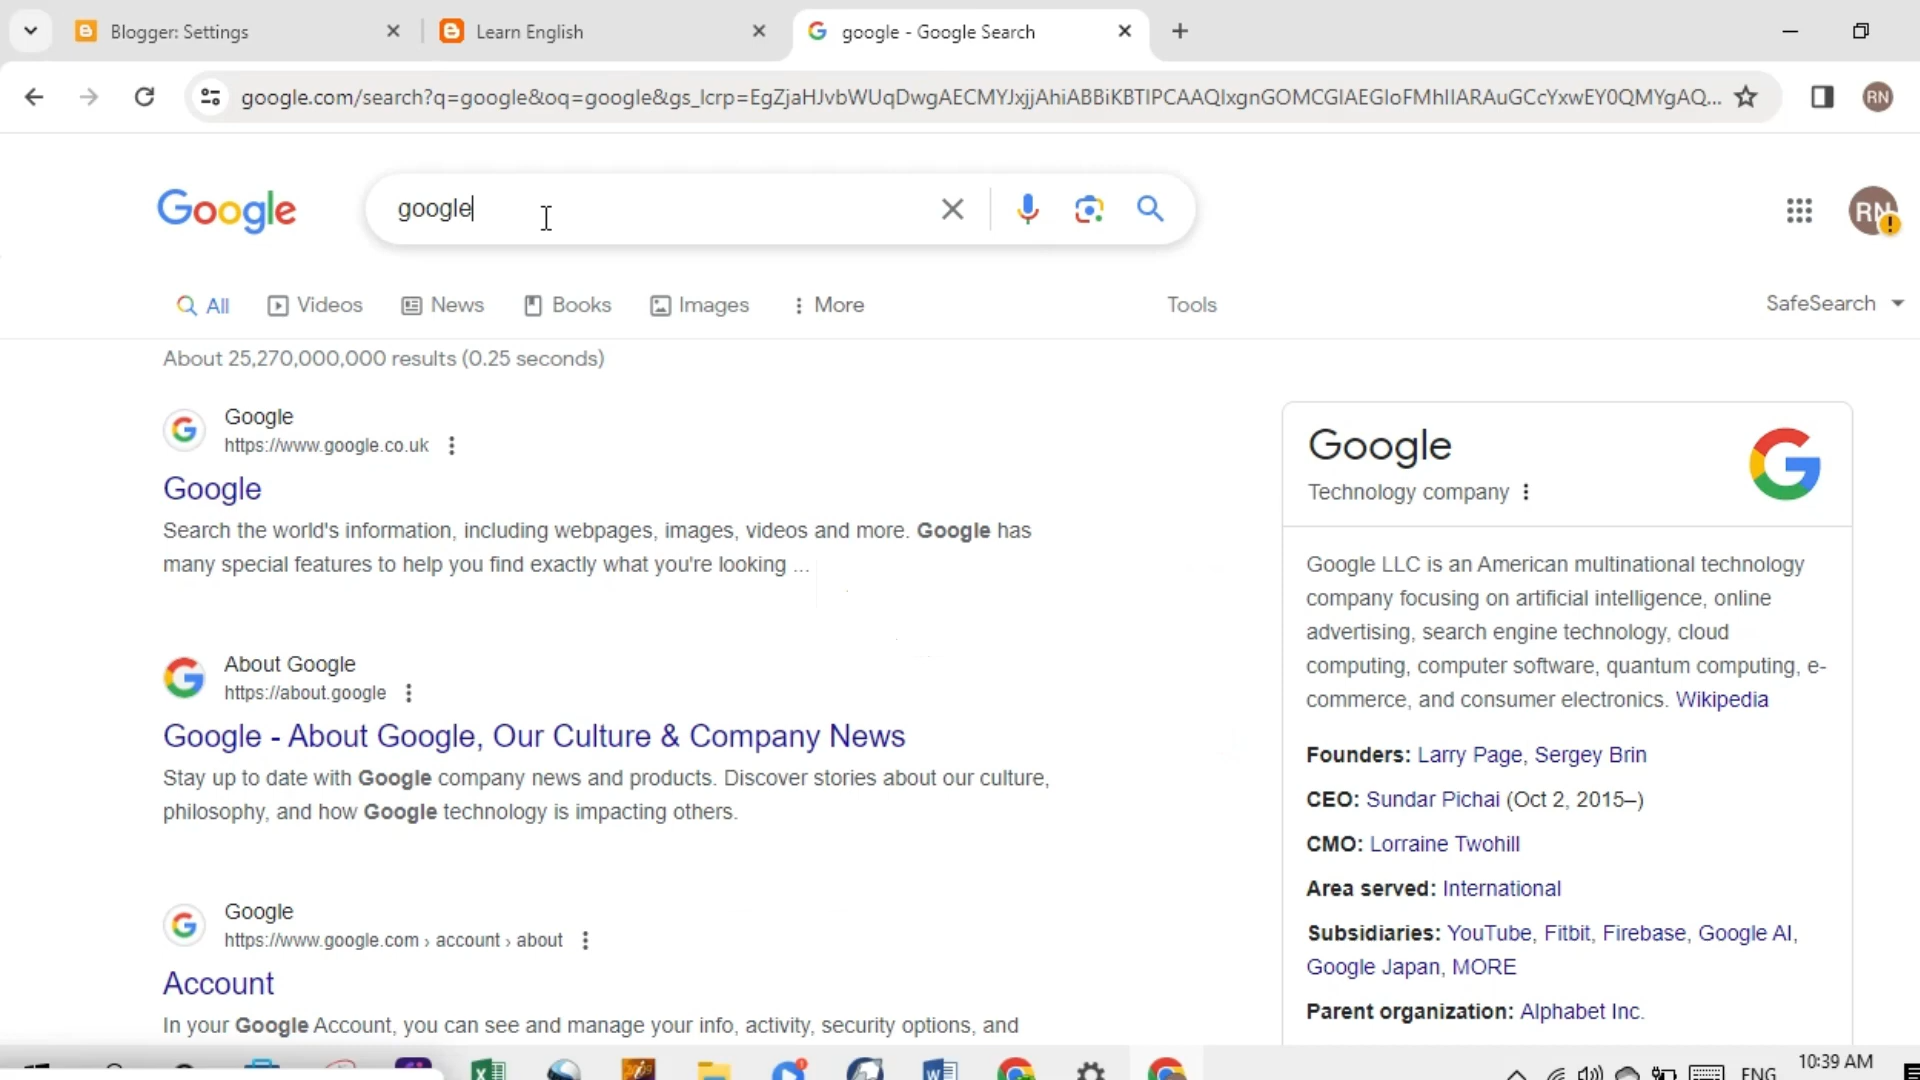 Blogger: Settings
Learn English
google - Google Search
RN
Google
google
RN
All
Videos
News
Books
Images
More
Tools
SafeSearch
About 25,270,000,000 results (0.25 seconds)
Google
https://www.google.co.uk
Google
Search the world's information, including webpages, images, videos and more. Google has
many special features to help you find exactly what you're looking ...
About Google
https://about.google
Google - About Google, Our Culture & Company News
Stay up to date with Google company news and products. Discover stories about our culture,
philosophy, and how Google technology is impacting others.
Google
https://www.google.com › account › about
Account
In your Google Account, you can see and manage your info, activity, security options, and
Google
Technology company
Google LLC is an American multinational technology
company focusing on artificial intelligence, online
advertising, search engine technology, cloud
computing, computer software, quantum computing, e-
commerce, and consumer electronics. Wikipedia
Founders: Larry Page, Sergey Brin
CEO: Sundar Pichai (Oct 2, 2015–)
CMO: Lorraine Twohill
Area served: International
Subsidiaries: YouTube, Fitbit, Firebase, Google AI,
Google Japan, MORE
Parent organization: Alphabet Inc.
ENG
10:39 AM